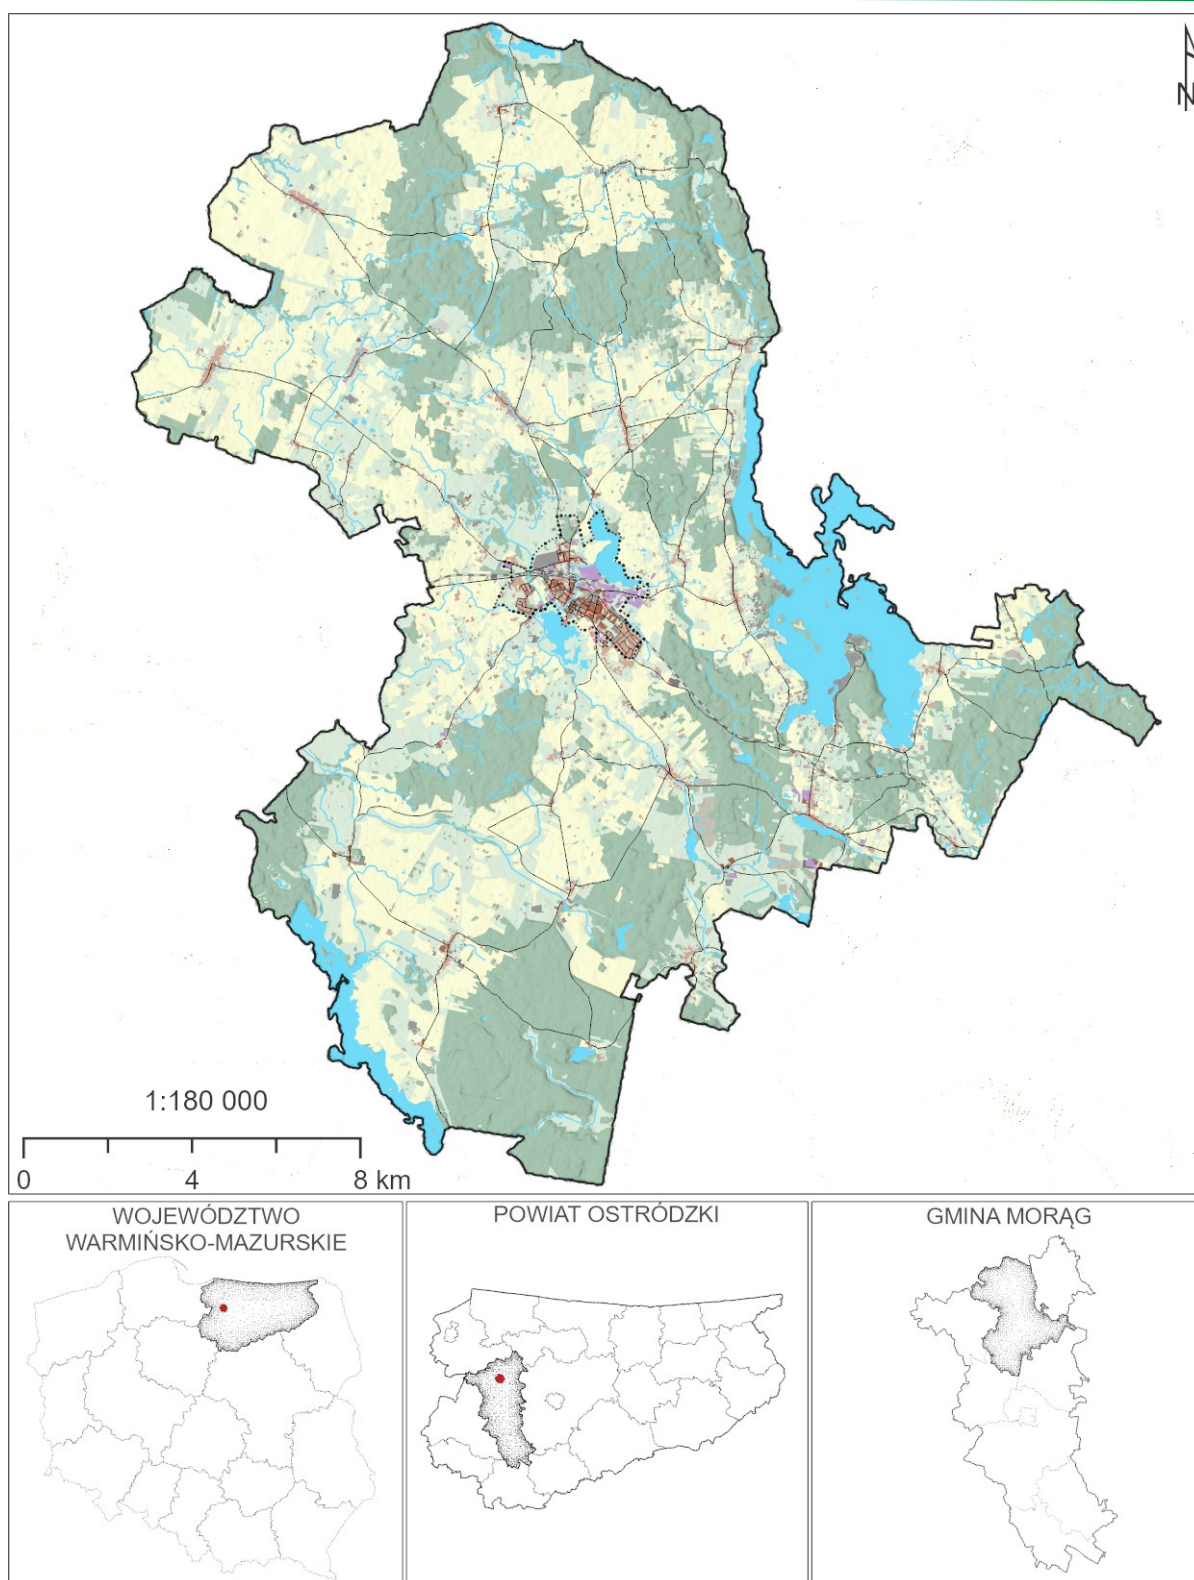 N
1:180 000
0 4 8 km
WOJEWÓDZTWO
WARMIŃSKO-MAZURSKIE
POWIAT OSTRÓDZKI
GMINA MORĄG